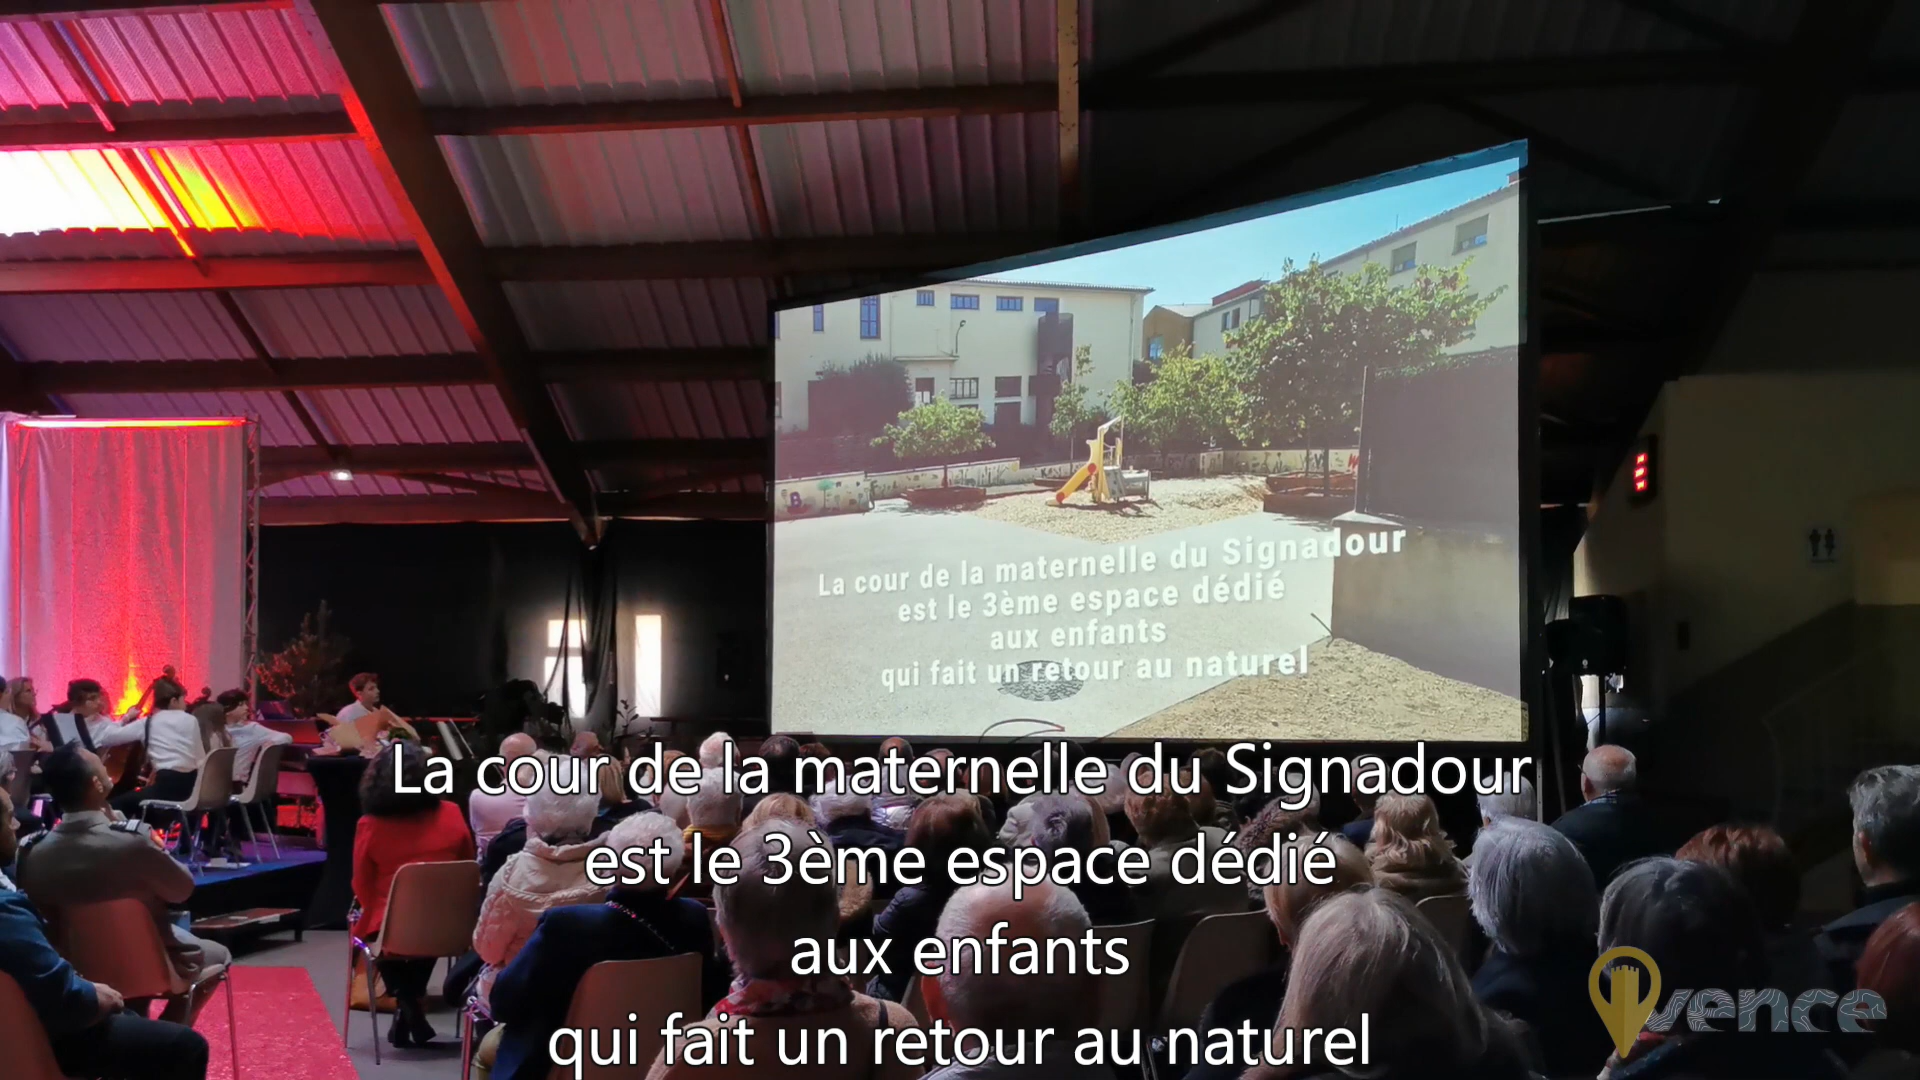 La cour de la maternelle du Signadour
est le 3ème espace dédié
aux enfants
qui fait un retour au naturel
La cour de la maternelle du Signadour
est le 3ème espace dédié
aux enfants
qui fait un retour au naturel
vence